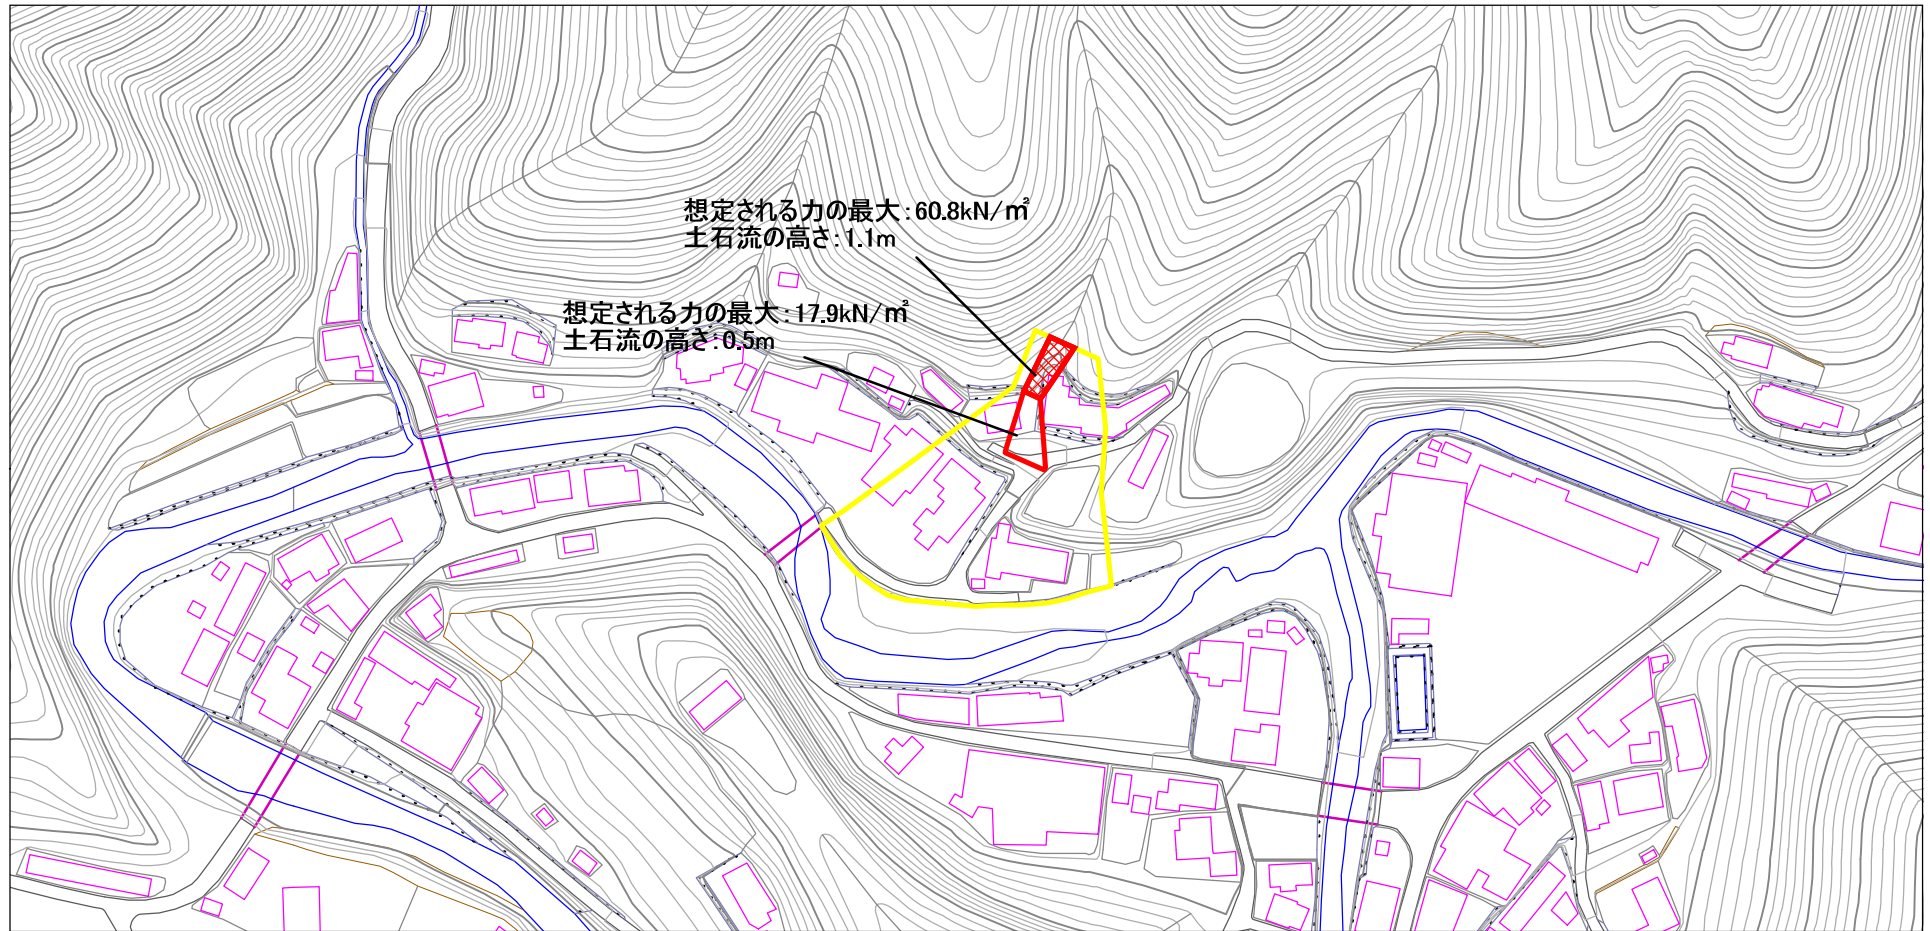 想定される力の最大:60.8kN/㎡
土石流の高さ:1.1m
想定される力の最大:17.9kN/㎡
土石流の高さ:0.5m